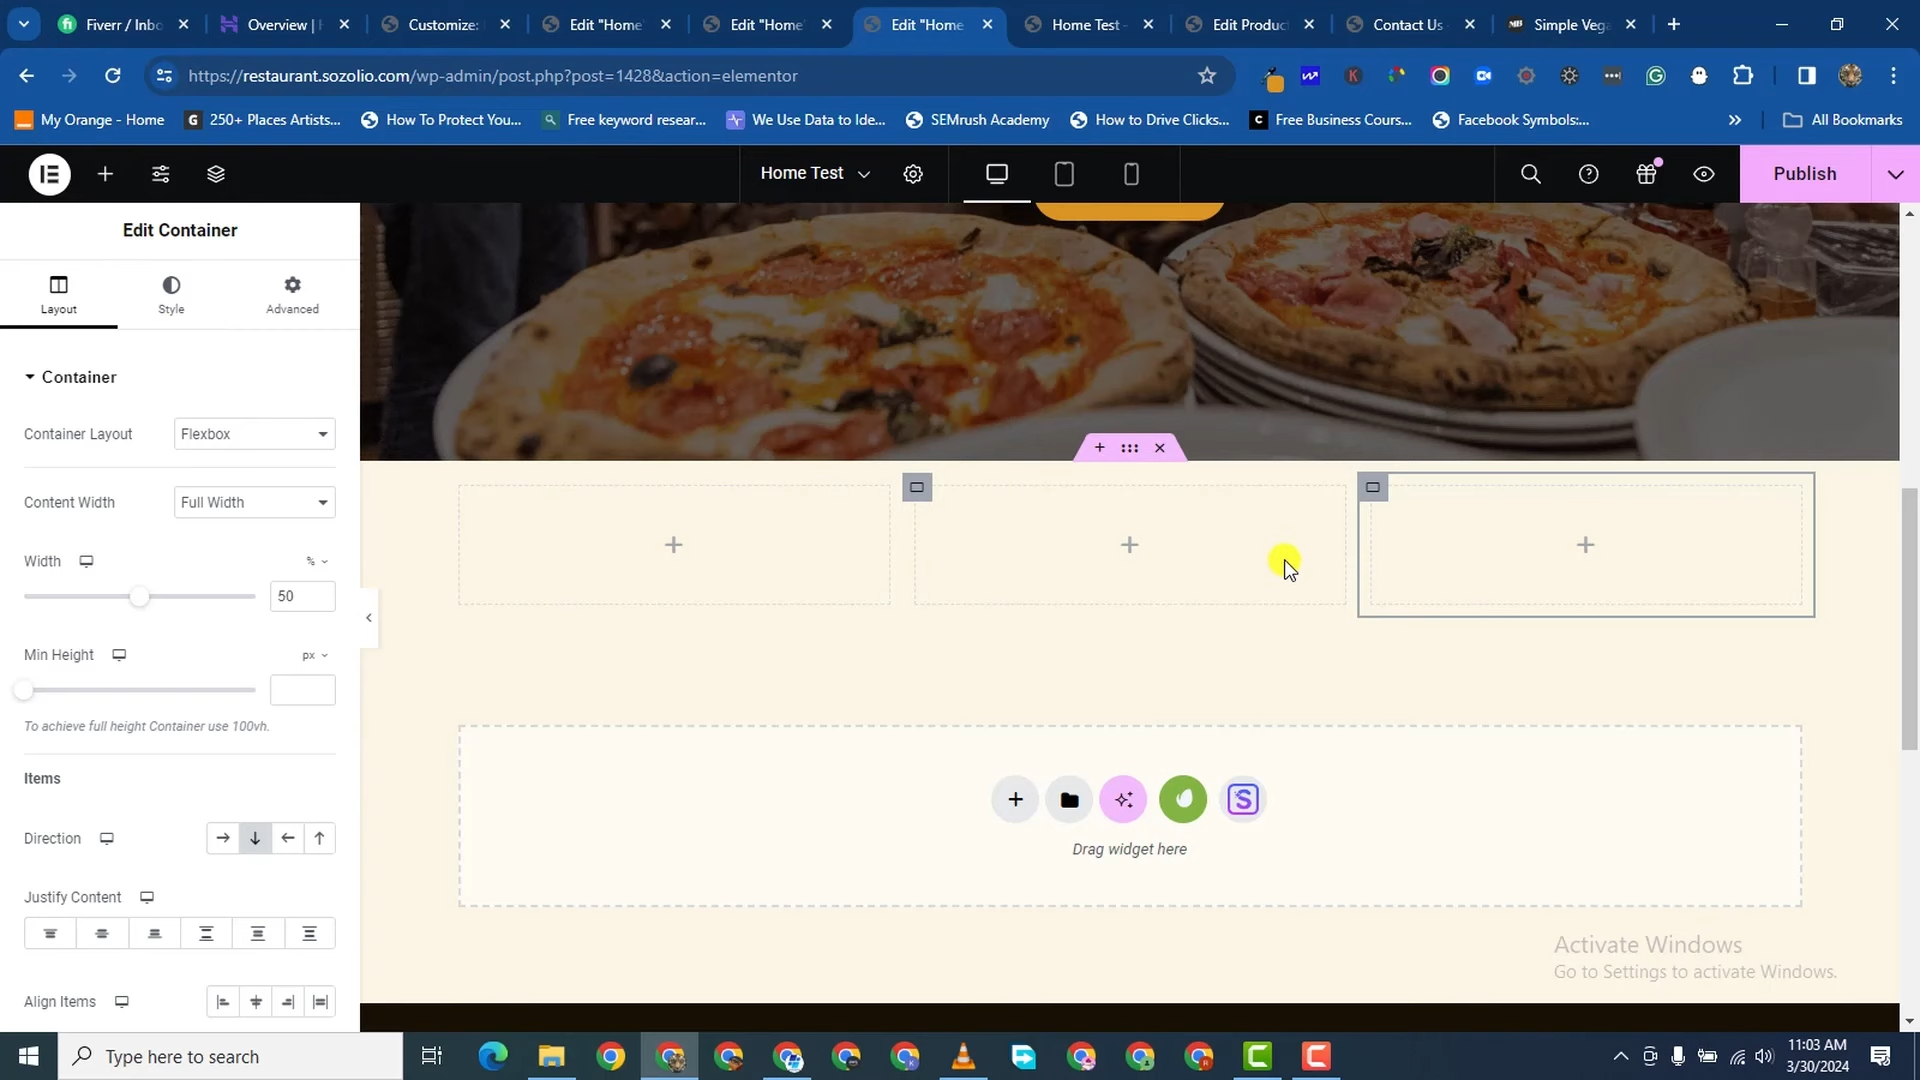 Fiverr / Inbo
Overview |
Customize:
Edit "Home
Edit "Home
Edit "Home
Home Test -
Edit Produc
Contact Us
Simple Vega
https://restaurant.sozolio.com/wp-admin/post.php?post=1428&action=elementor
My Orange - Home
250+ Places Artists...
How To Protect You...
Free keyword resear...
We Use Data to Ide...
SEMrush Academy
How to Drive Clicks...
Free Business Cours...
Facebook Symbols:...
All Bookmarks
Home Test
Publish
Edit Container
Layout
Style
Advanced
Container
Container Layout
Flexbox
Content Width
Full Width
Width
%
50
Min Height
px
To achieve full height Container use 100vh.
Items
Direction
Justify Content
Align Items
Drag widget here
Activate Windows
Go to Settings to activate Windows.
Type here to search
11:03 AM
3/30/2024